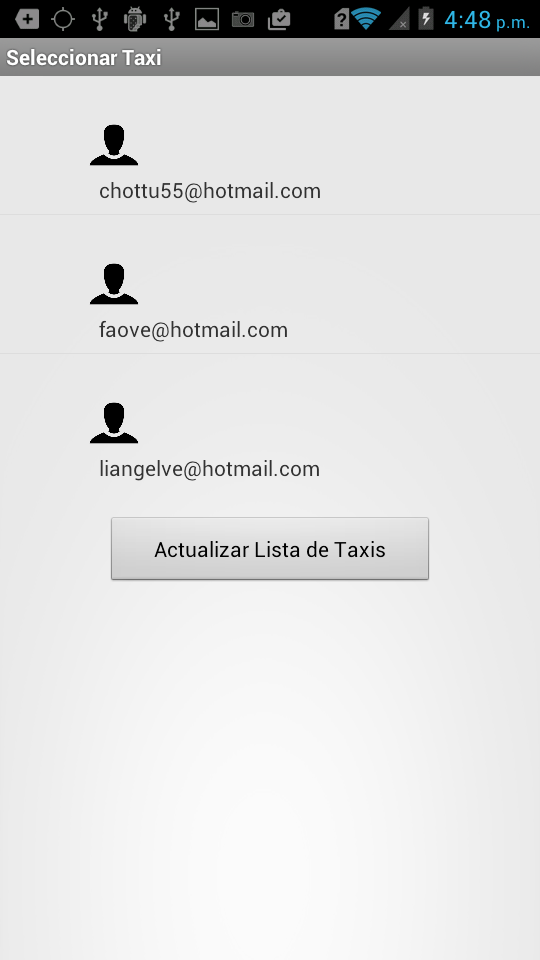 4:48 p.m.
Seleccionar Taxi
chottu55@hotmail.com
faove@hotmail.com
liangelve@hotmail.com
Actualizar Lista de Taxis